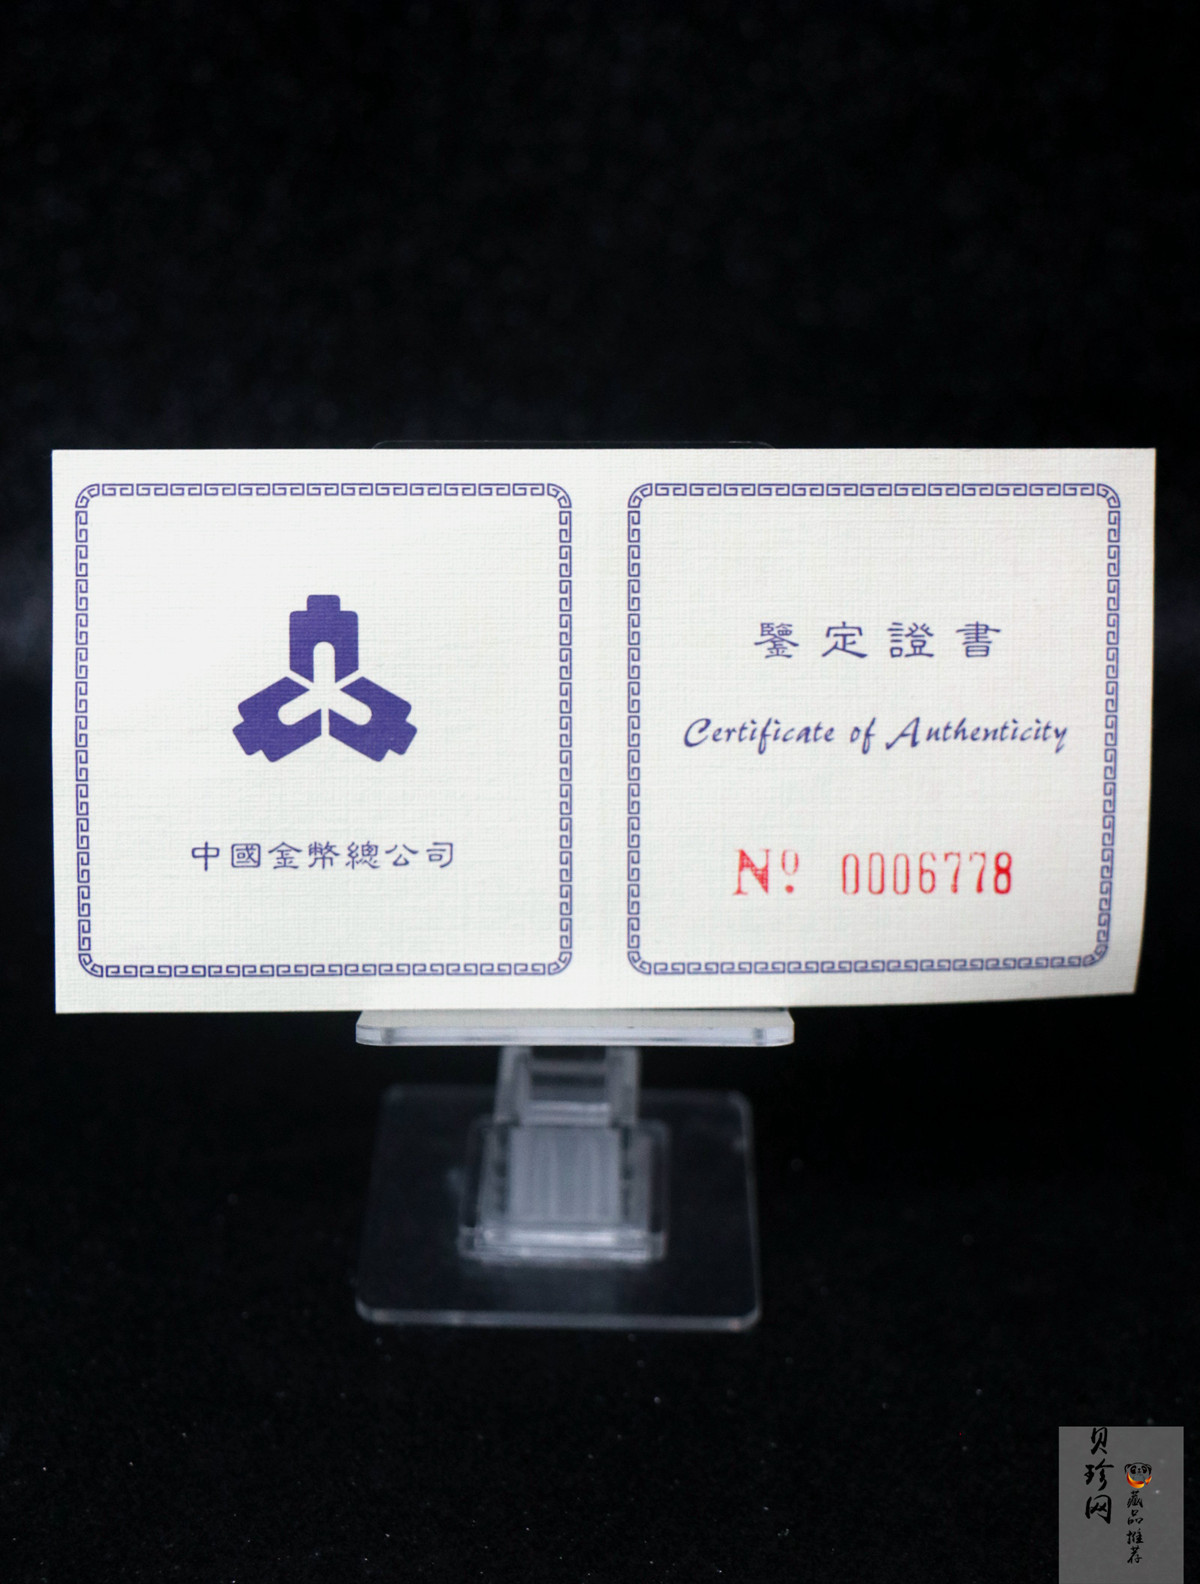 中國金幣總公司
鑒定證書
Certificate of Authenticity
Nº 0006778
贝珍网
藏品推荐